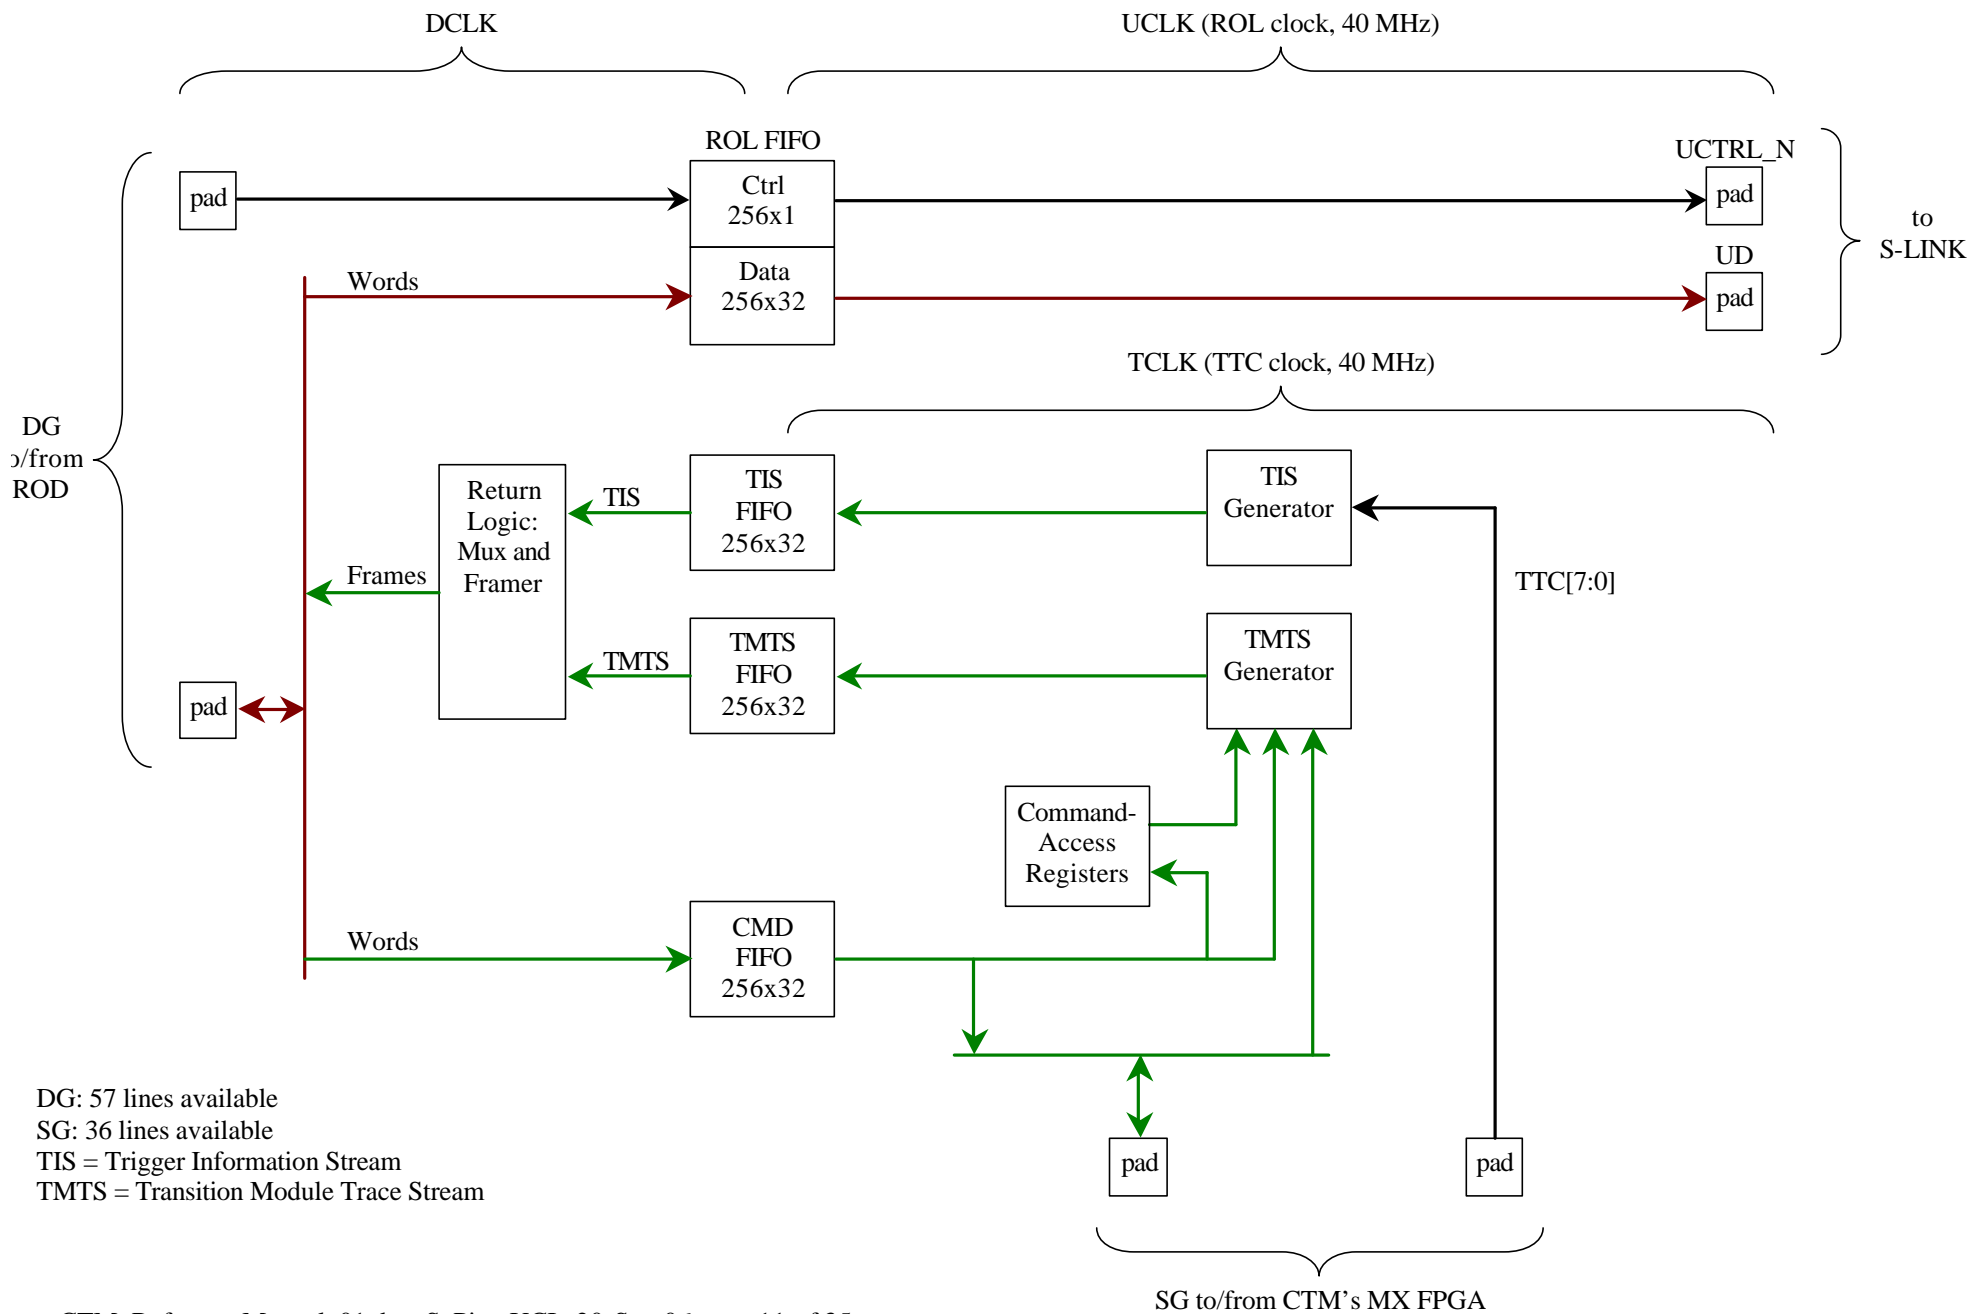 DCLK
UCLK (ROL clock, 40 MHz)
ROL FIFO
UCTRL_N
pad
Ctrl
256x1
pad
to
S-LINK
Words
Data
256x32
UD
pad
TCLK (TTC clock, 40 MHz)
DG
o/from
ROD
Return
Logic:
Mux and
Framer
TIS
TIS
FIFO
256x32
TIS
Generator
Frames
TTC[7:0]
TMTS
TMTS
FIFO
256x32
TMTS
Generator
pad
Command-
Access
Registers
Words
CMD
FIFO
256x32
DG: 57 lines available
SG: 36 lines available
TIS = Trigger Information Stream
TMTS = Transition Module Trace Stream
pad
pad
SG to/from CTM's MX FPGA